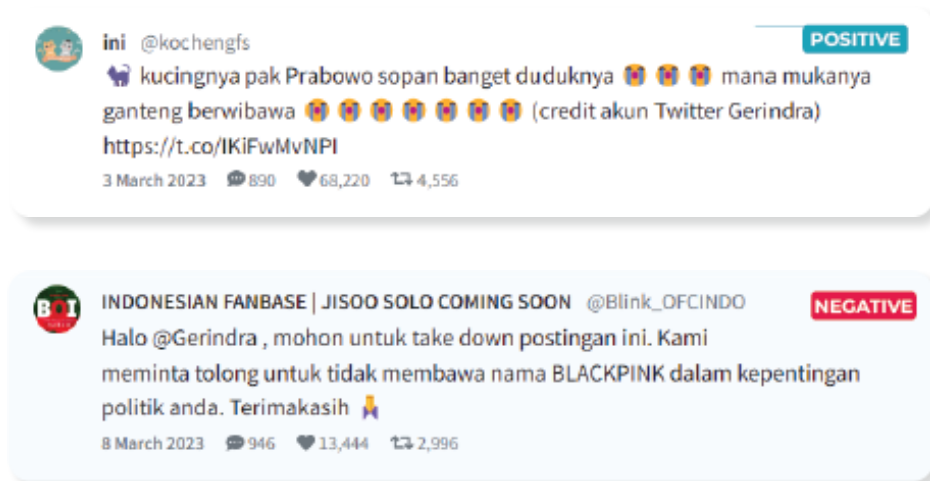 ini @kochengfs
POSITIVE
🐈‍⬛ kucingnya pak Prabowo sopan banget duduknya 😭 😭 😭 mana mukanya
ganteng berwibawa 😭 😭 😭 😭 😭 😭 😭 (credit akun Twitter Gerindra)
https://t.co/IKiFwMvNPI
3 March 2023 890 68,220 4,556
BOI
INDONESIAN FANBASE | JISOO SOLO COMING SOON @Blink_OFCINDO
NEGATIVE
Halo @Gerindra , mohon untuk take down postingan ini. Kami
meminta tolong untuk tidak membawa nama BLACKPINK dalam kepentingan
politik anda. Terimakasih 🙏
8 March 2023 946 13,444 2,996